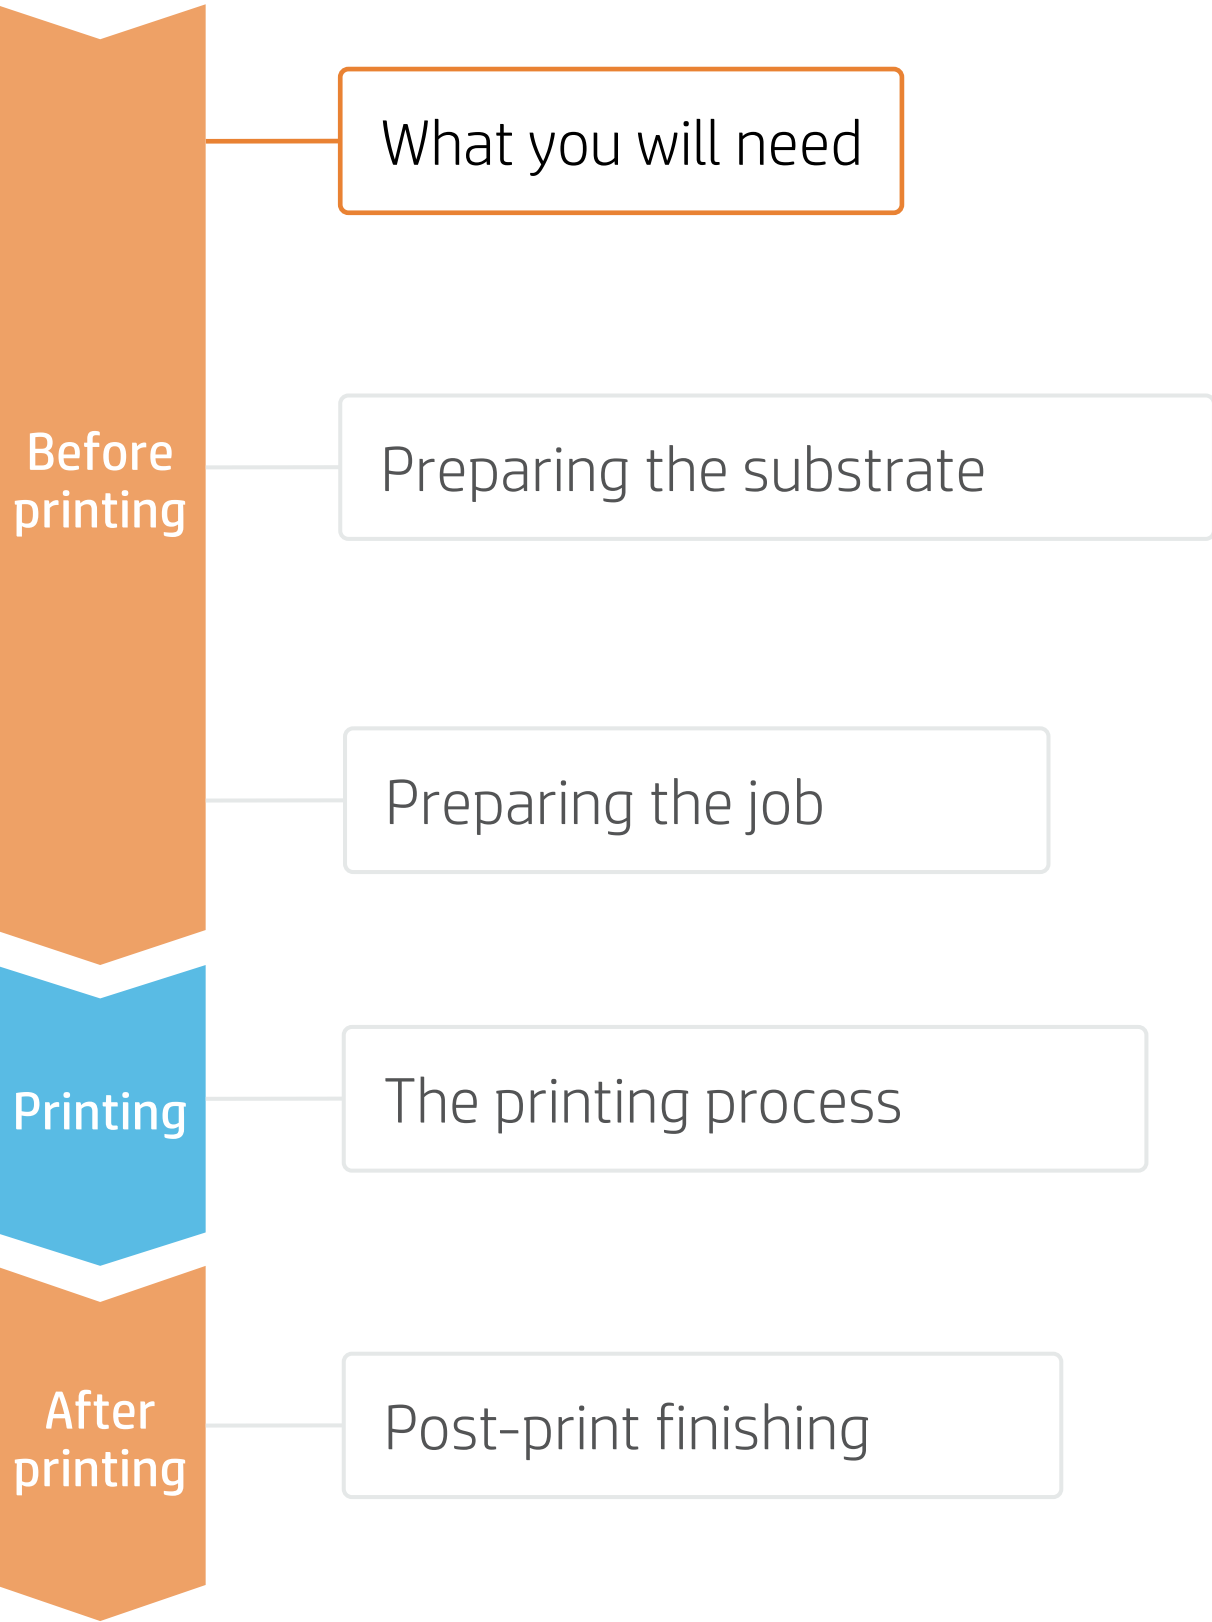 What you will need
Before
printing
Preparing the substrate
Preparing the job
Printing
The printing process
After
printing
Post-print finishing